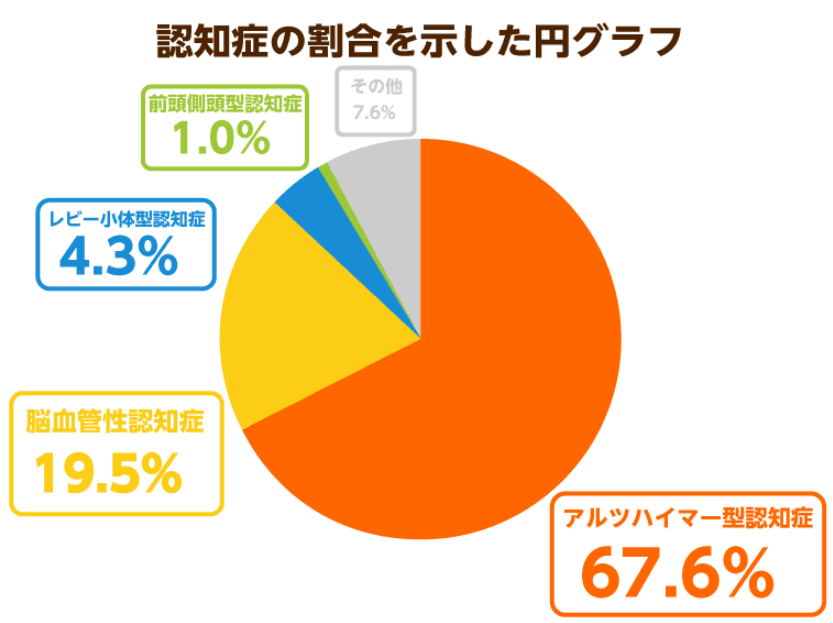 認知症の割合を示した円グラフ
その他
7.6%
前頭側頭型認知症
1.0%
レビー小体型認知症
4.3%
脳血管性認知症
19.5%
アルツハイマー型認知症
67.6%